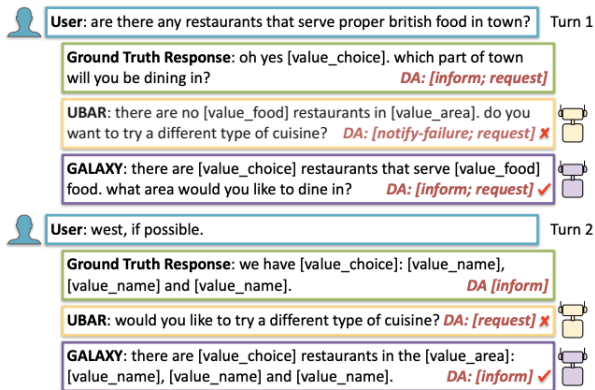 User: are there any restaurants that serve proper british food in town? Turn 1
Ground Truth Response: oh yes [value_choice]. which part of town
will you be dining in? DA: [inform; request]
UBAR: there are no [value_food] restaurants in [value_area]. do you
want to try a different type of cuisine? DA: [notify-failure; request] ✘
GALAXY: there are [value_choice] restaurants that serve [value_food]
food. what area would you like to dine in? DA: [inform; request] ✓
User: west, if possible. Turn 2
Ground Truth Response: we have [value_choice]: [value_name],
[value_name] and [value_name]. DA [inform]
UBAR: would you like to try a different type of cuisine? DA: [request] ✘
GALAXY: there are [value_choice] restaurants in the [value_area]:
[value_name], [value_name] and [value_name]. DA: [inform] ✓